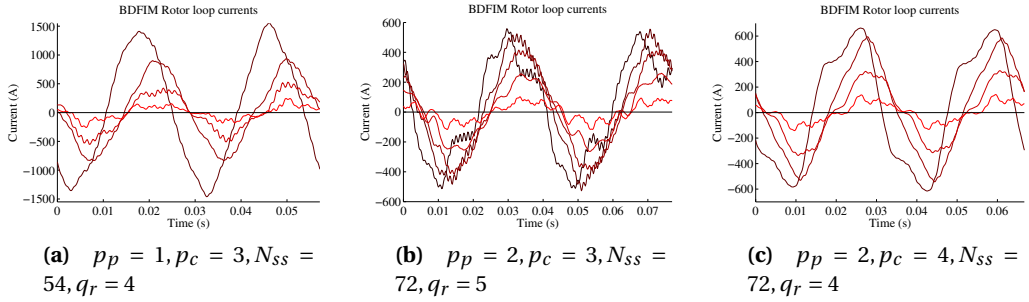 BDFIM Rotor loop currents
1500
1000
500
0
−500
−1000
−1500
Current (A)
0 0.01 0.02 0.03 0.04 0.05
Time (s)
(a) p_p = 1, p_c = 3, N_ss =
54, q_r = 4
BDFIM Rotor loop currents
600
400
200
0
−200
−400
−600
Current (A)
0 0.01 0.02 0.03 0.04 0.05 0.06 0.07
Time (s)
(b) p_p = 2, p_c = 3, N_ss =
72, q_r = 5
BDFIM Rotor loop currents
600
400
200
0
−200
−400
−600
Current (A)
0 0.01 0.02 0.03 0.04 0.05 0.06
Time (s)
(c) p_p = 2, p_c = 4, N_ss =
72, q_r = 4